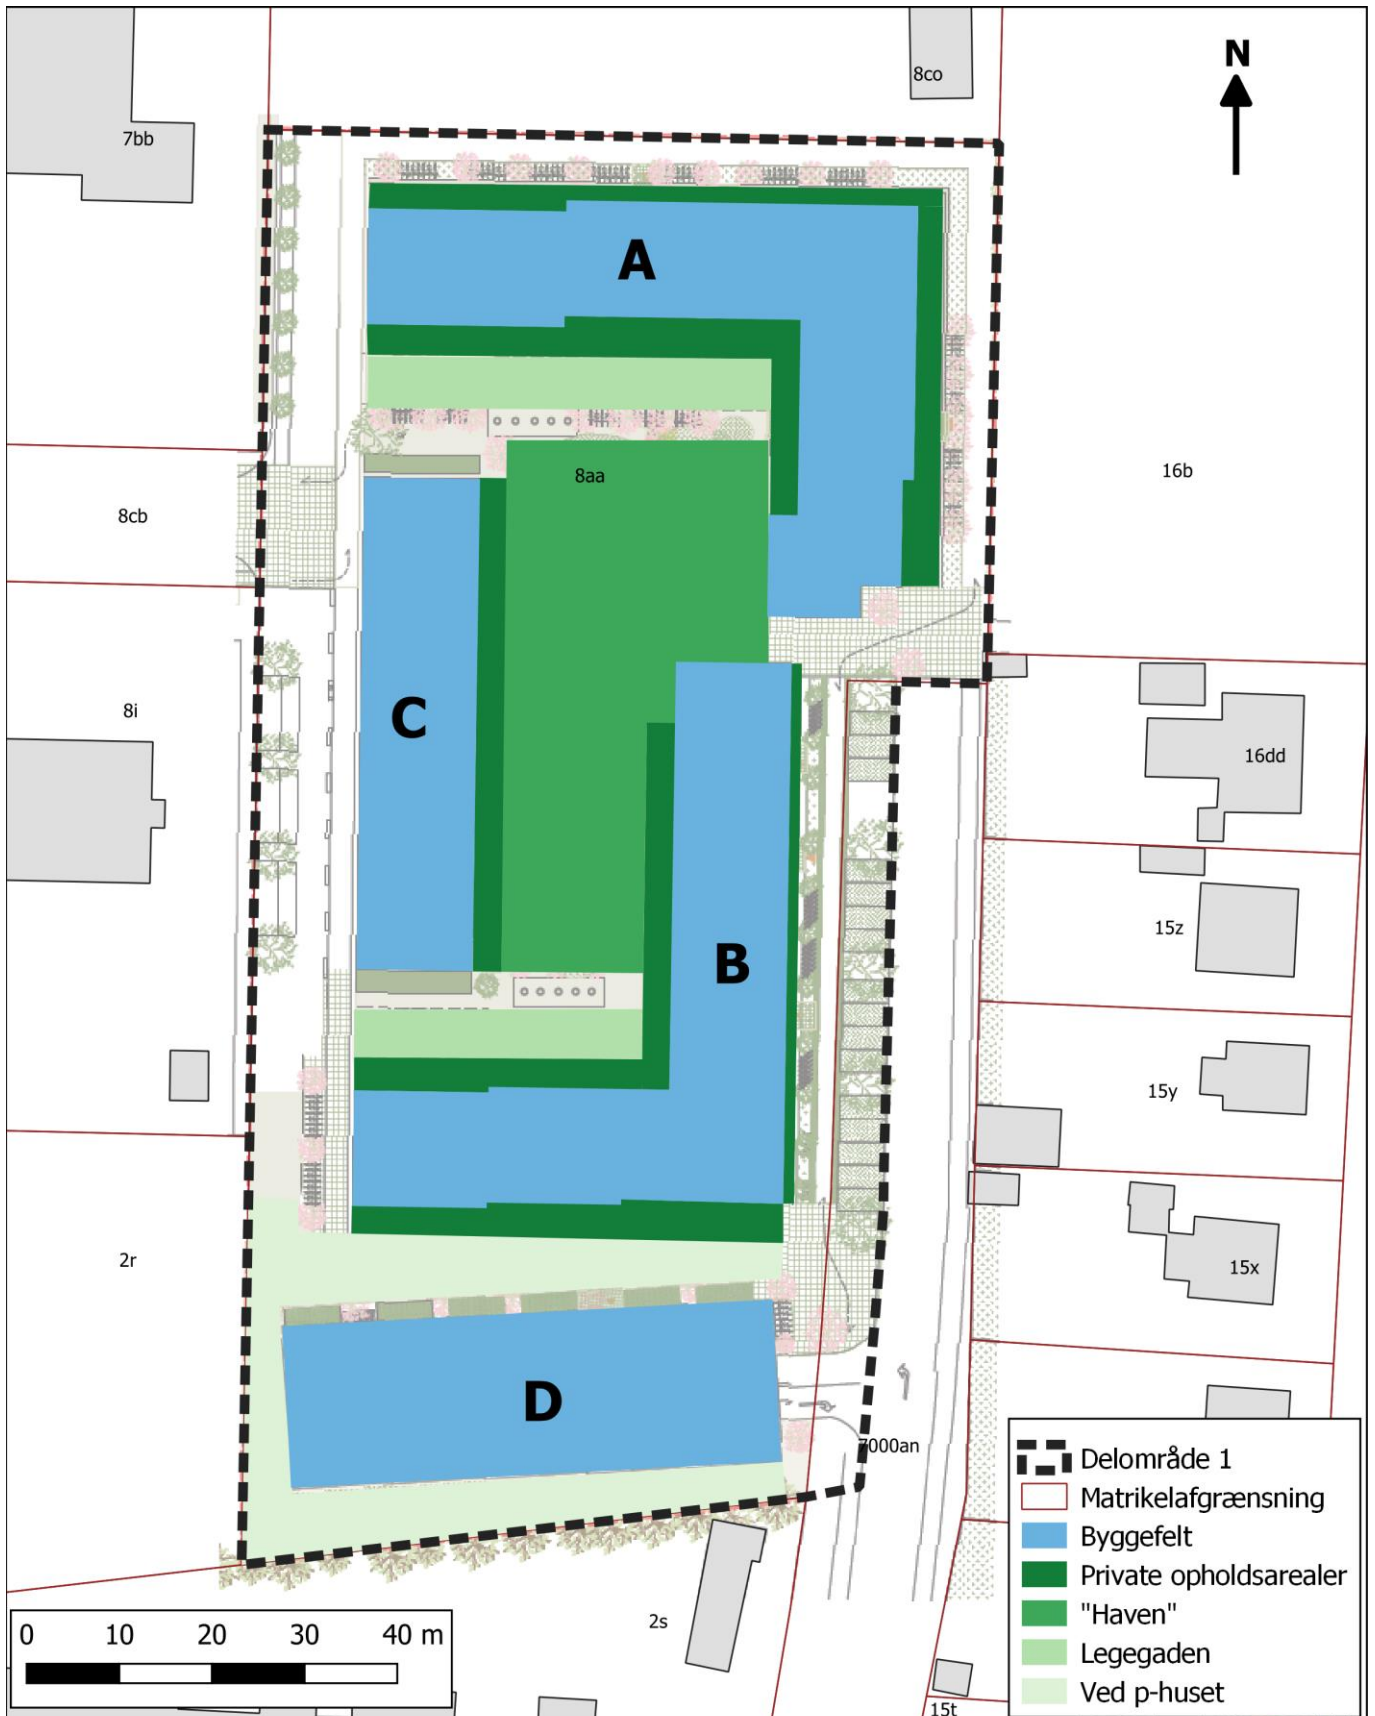 N
8co
7bb
A
16b
8aa
8cb
8i
C
16dd
15z
B
15y
2r
15x
D
7000an
2s
15t
0 10 20 30 40 m
Delområde 1
Matrikelafgrænsning
Byggefelt
Private opholdsarealer
"Haven"
Legegaden
Ved p-huset